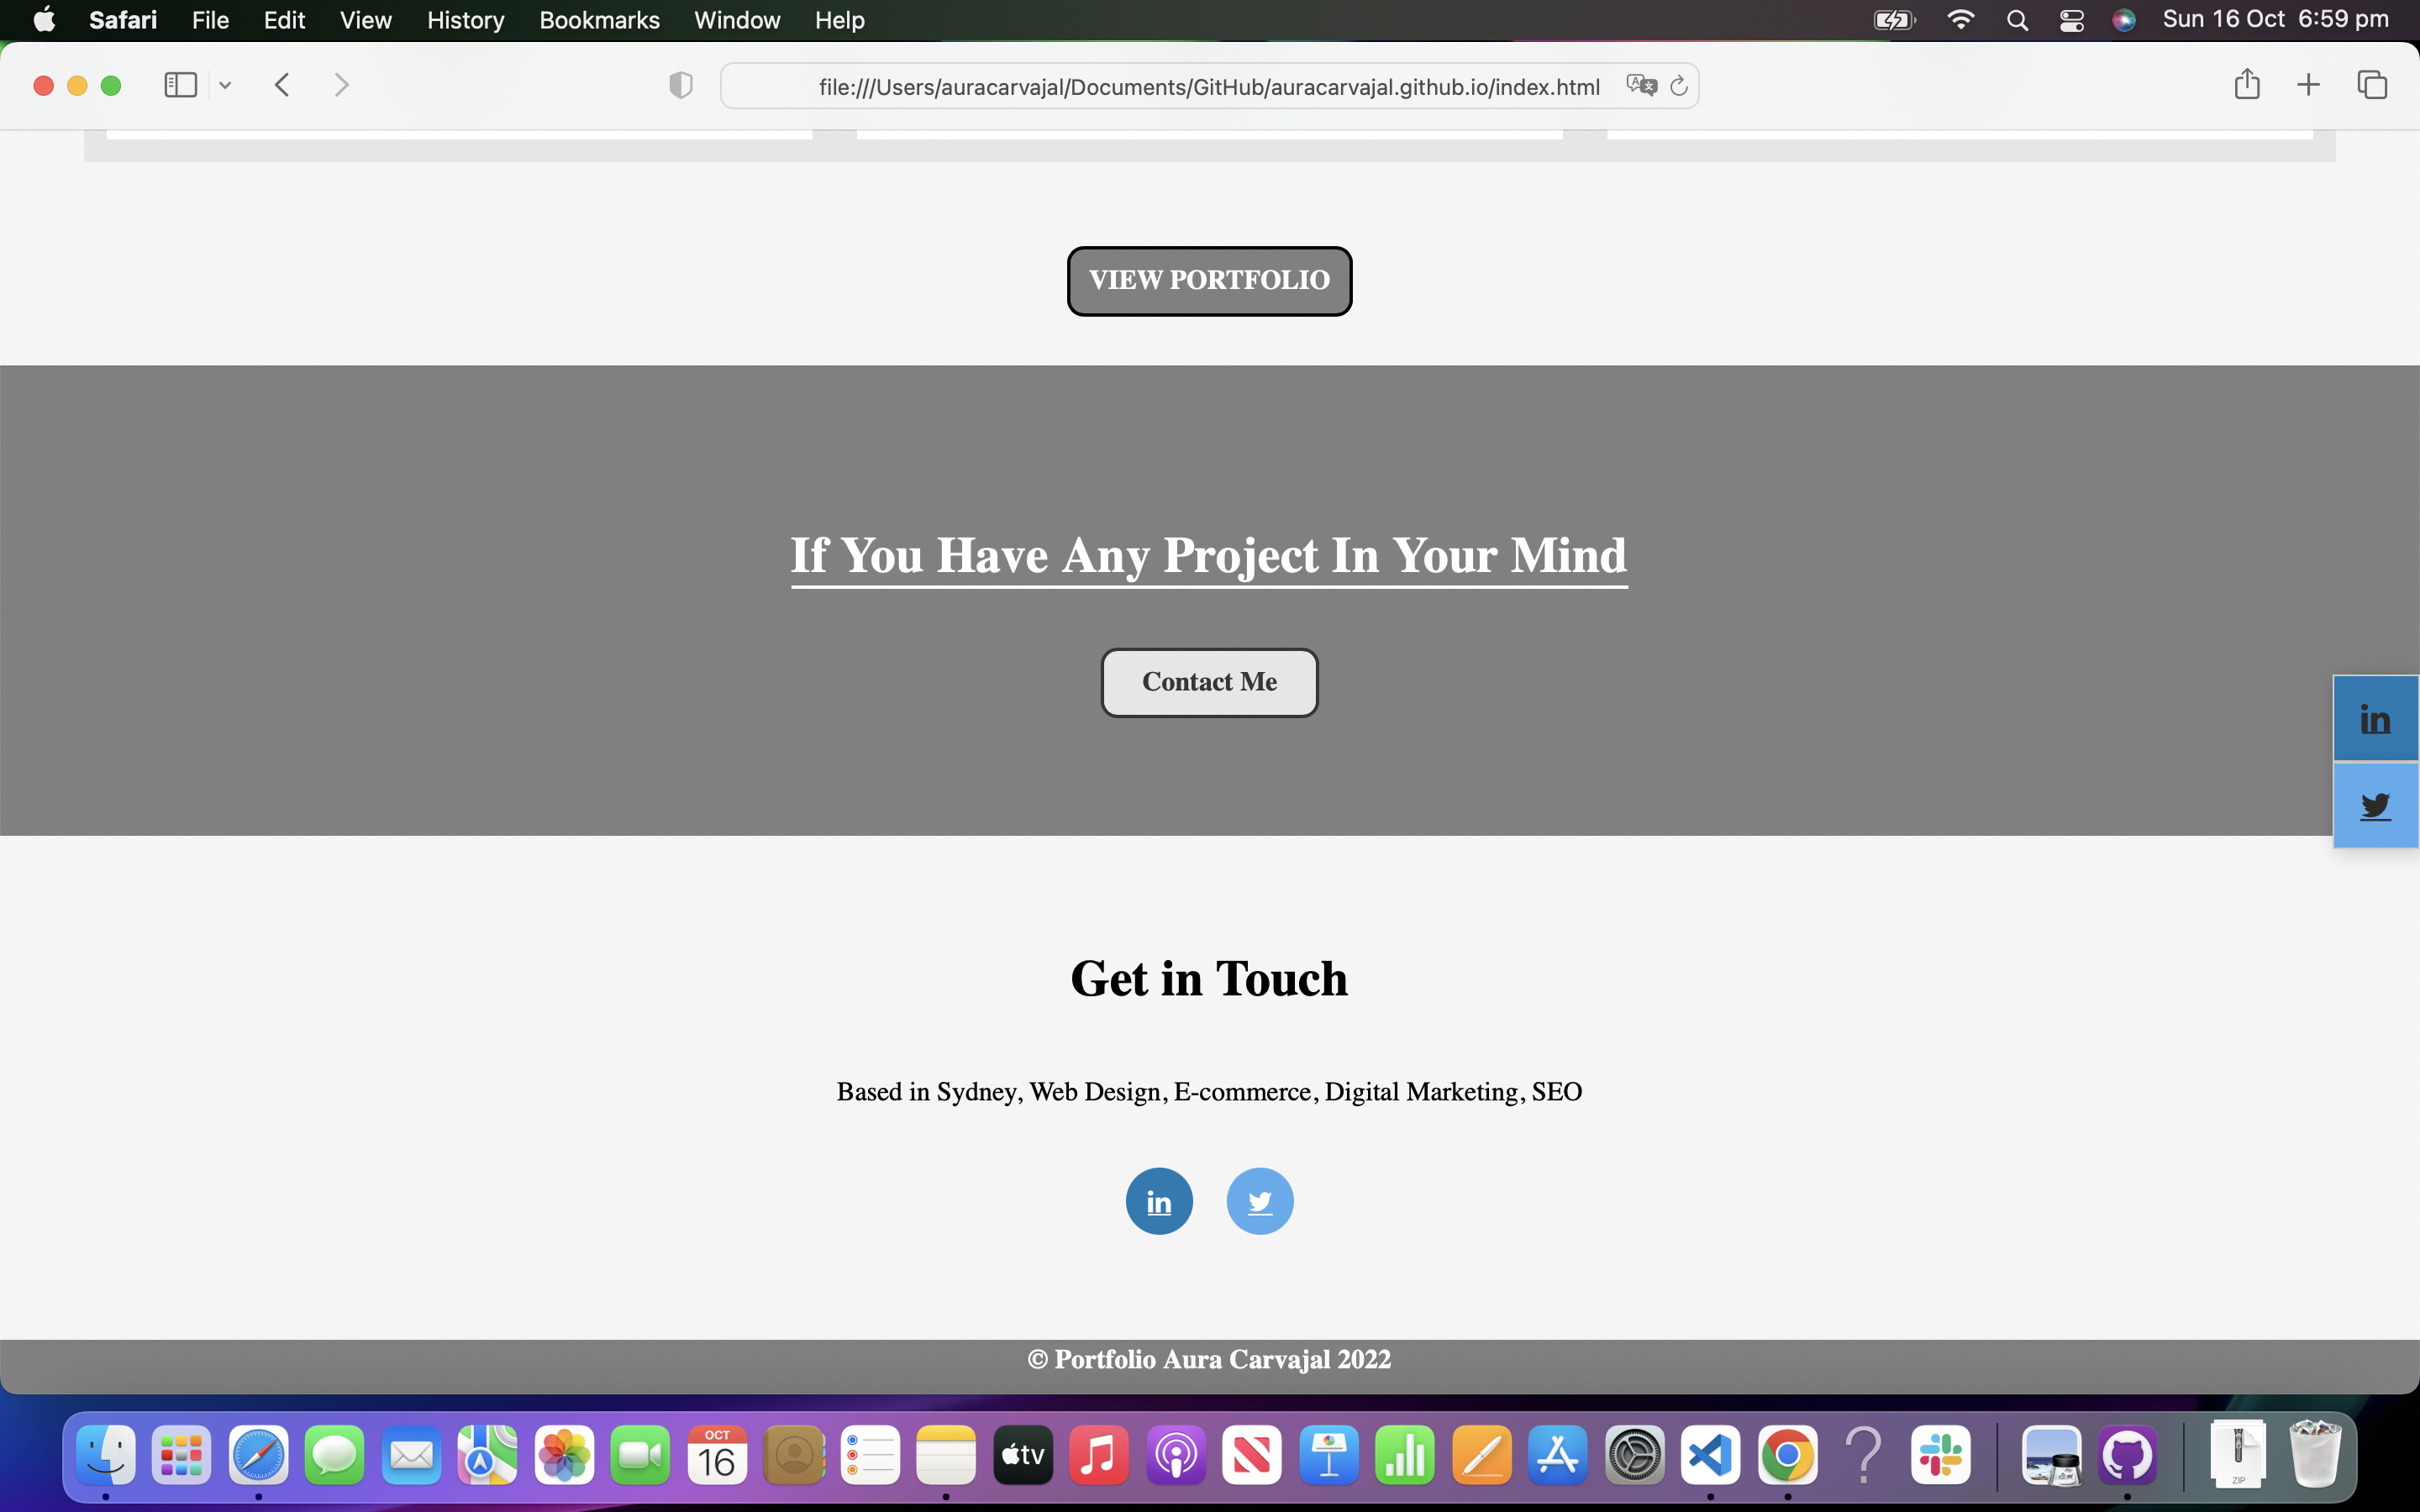 Safari File Edit View History Bookmarks Window Help Sun 16 Oct 6:59 pm
file:///Users/auracarvajal/Documents/GitHub/auracarvajal.github.io/index.html
VIEW PORTFOLIO
If You Have Any Project In Your Mind
Contact Me
in
Get in Touch
Based in Sydney, Web Design, E-commerce, Digital Marketing, SEO
in
© Portfolio Aura Carvajal 2022
OCT
16
tv
ZIP